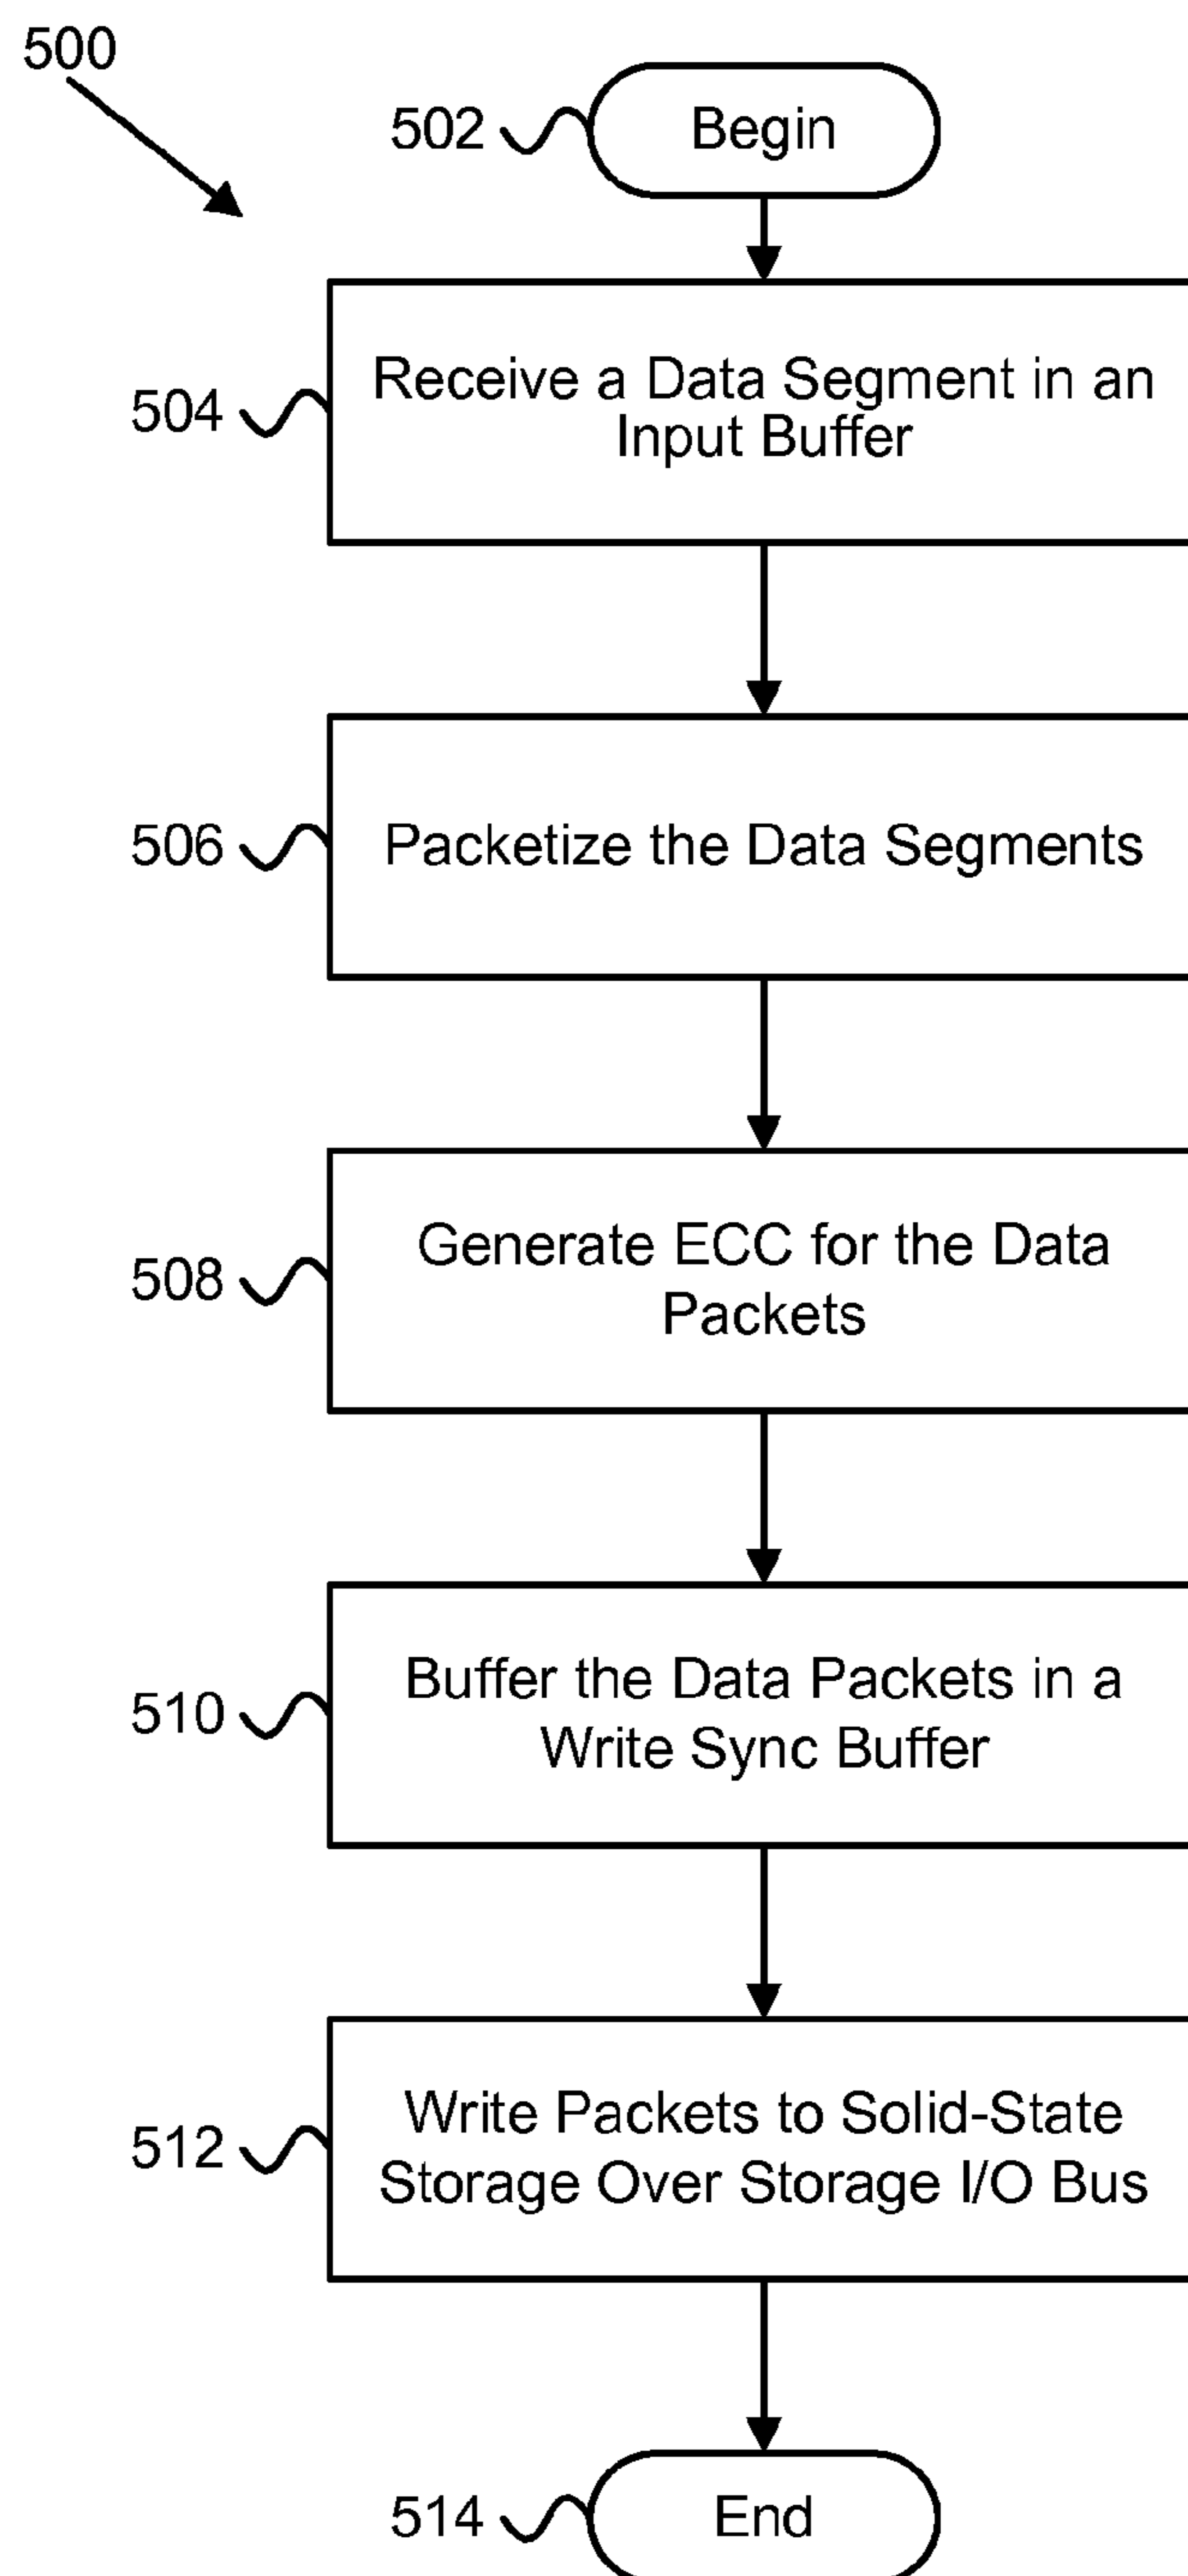 500
502
Begin
504
Receive a Data Segment in an
Input Buffer
506
Packetize the Data Segments
508
Generate ECC for the Data
Packets
510
Buffer the Data Packets in a
Write Sync Buffer
512
Write Packets to Solid-State
Storage Over Storage I/O Bus
514
End